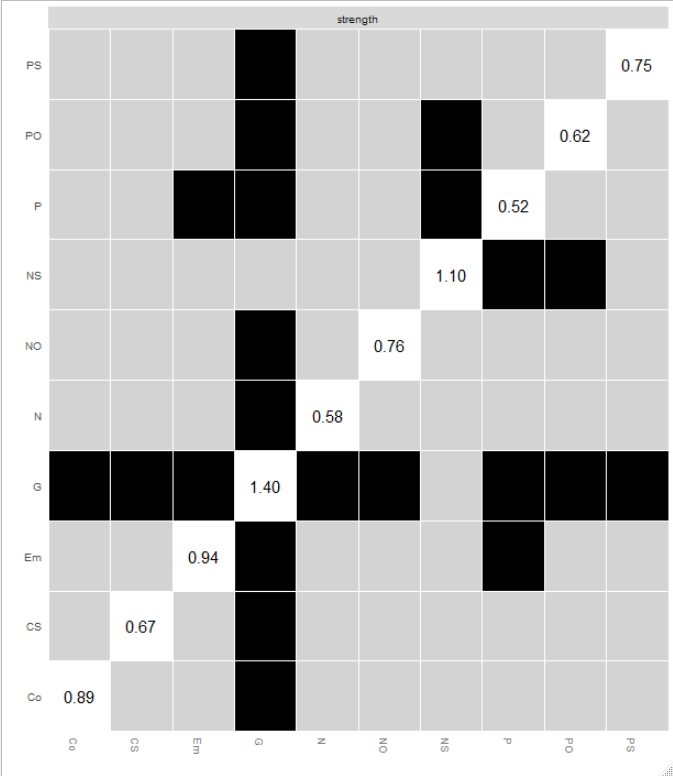 strength
PS 0.75
PO 0.62
P 0.52
NS 1.10
NO 0.76
N 0.58
G 1.40
Em 0.94
CS 0.67
Co 0.89
Co CS Em G N NO NS P PO PS